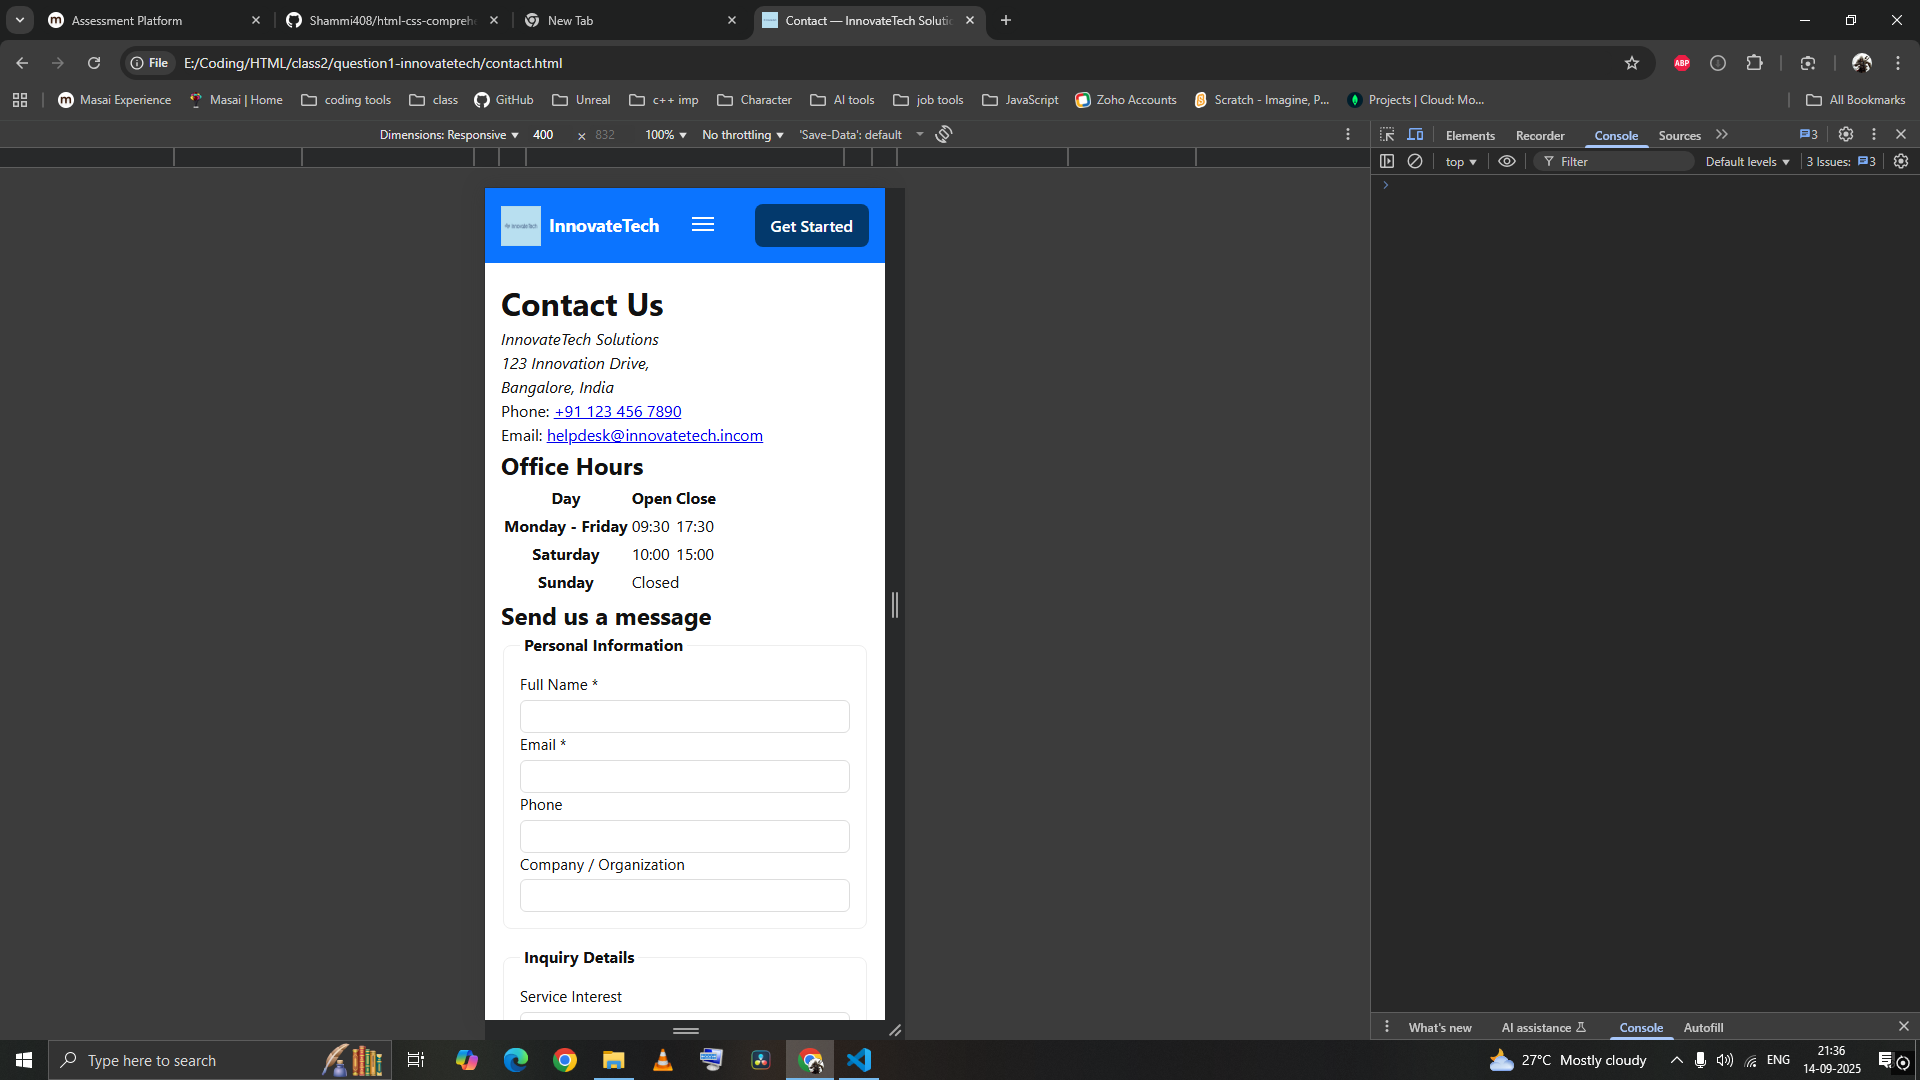 Assessment Platform
Shammi408/html-css-comprehe
New Tab
Contact — InnovateTech Soluti
File
E:/Coding/HTML/class2/question1-innovatetech/contact.html
ABP
Masai Experience
Masai | Home
coding tools
class
GitHub
Unreal
c++ imp
Character
AI tools
job tools
JavaScript
Zoho Accounts
Scratch - Imagine, P...
Projects | Cloud: Mo...
All Bookmarks
Dimensions: Responsive
400
×
832
100%
No throttling
'Save-Data': default
Elements
Recorder
Console
Sources
3
top
Filter
Default levels
3 Issues:
3
InnovateTech
Get Started
Contact Us
InnovateTech Solutions
123 Innovation Drive,
Bangalore, India
Phone: +91 123 456 7890
Email: helpdesk@innovatetech.incom
Office Hours
Day Open Close
Monday - Friday 09:30 17:30
Saturday 10:00 15:00
Sunday Closed
Send us a message
Personal Information
Full Name *
Email *
Phone
Company / Organization
Inquiry Details
Service Interest
What's new
AI assistance
Console
Autofill
Type here to search
27°C Mostly cloudy
ENG
21:36
14-09-2025